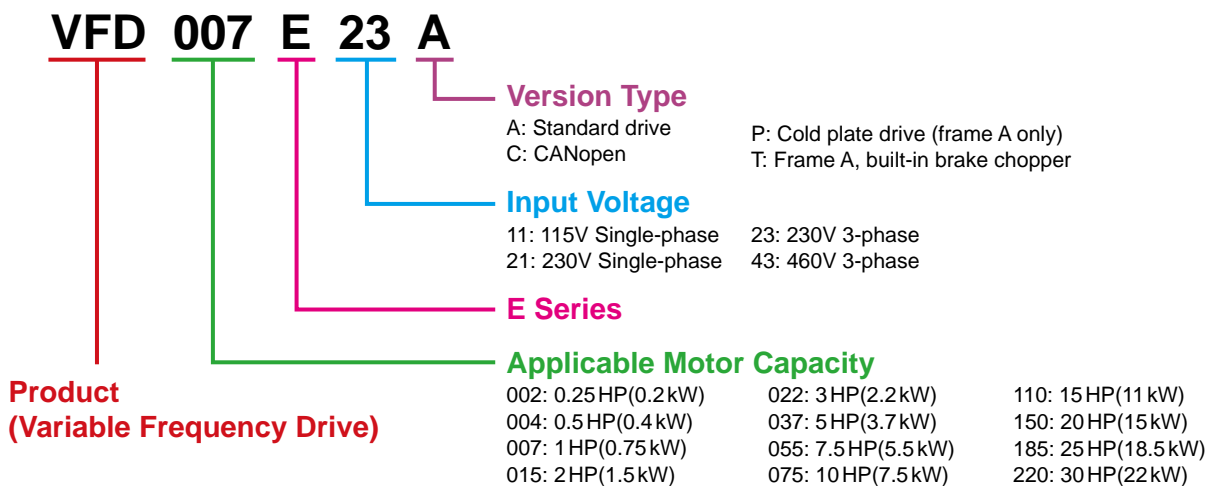 VFD 007 E 23 A
Version Type
A: Standard drive
C: CANopen
P: Cold plate drive (frame A only)
T: Frame A, built-in brake chopper
Input Voltage
11: 115V Single-phase
21: 230V Single-phase
23: 230V 3-phase
43: 460V 3-phase
E Series
Applicable Motor Capacity
002: 0.25HP(0.2kW)
004: 0.5HP(0.4kW)
007: 1HP(0.75kW)
015: 2HP(1.5kW)
022: 3HP(2.2kW)
037: 5HP(3.7kW)
055: 7.5HP(5.5kW)
075: 10HP(7.5kW)
110: 15HP(11kW)
150: 20HP(15kW)
185: 25HP(18.5kW)
220: 30HP(22kW)
Product
(Variable Frequency Drive)